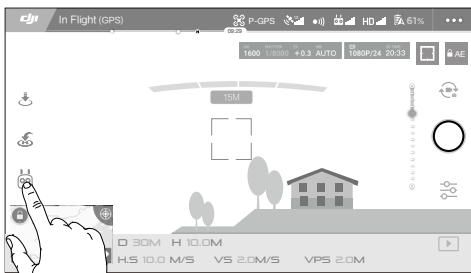 dji In Flight (GPS) P-GPS HD 61%
09:29
ISO 1600 SHUTTER 1/8000 EV +0.3 WB AUTO 1080P/24 20:33 AE
15M
D 30M H 10.0M
H.S 10.0 M/S VS 2.0M/S VPS 2.0M